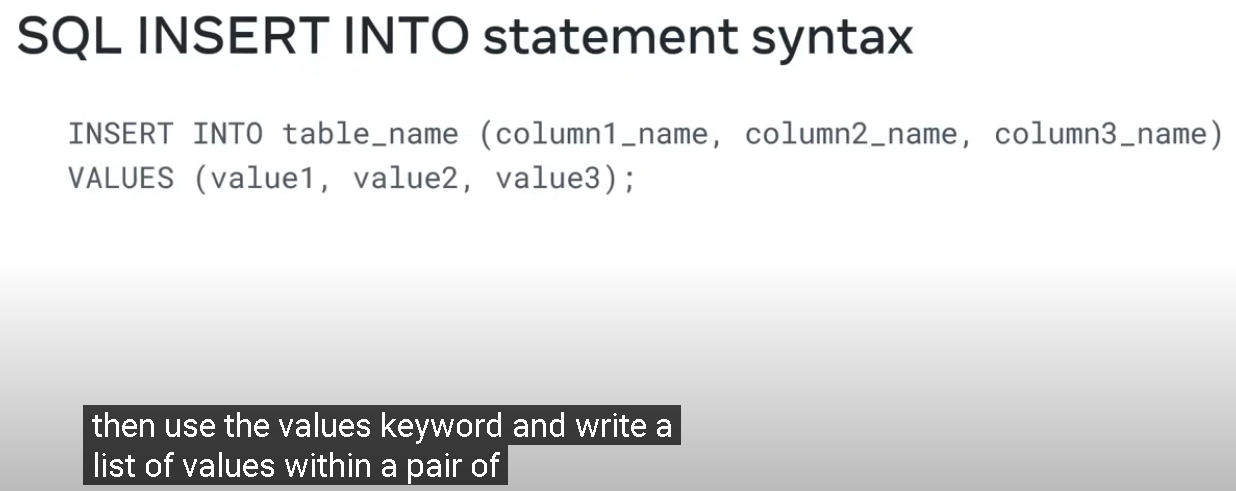 SQL INSERT INTO statement syntax
INSERT INTO table_name (column1_name, column2_name, column3_name)
VALUES (value1, value2, value3);
then use the values keyword and write a
list of values within a pair of